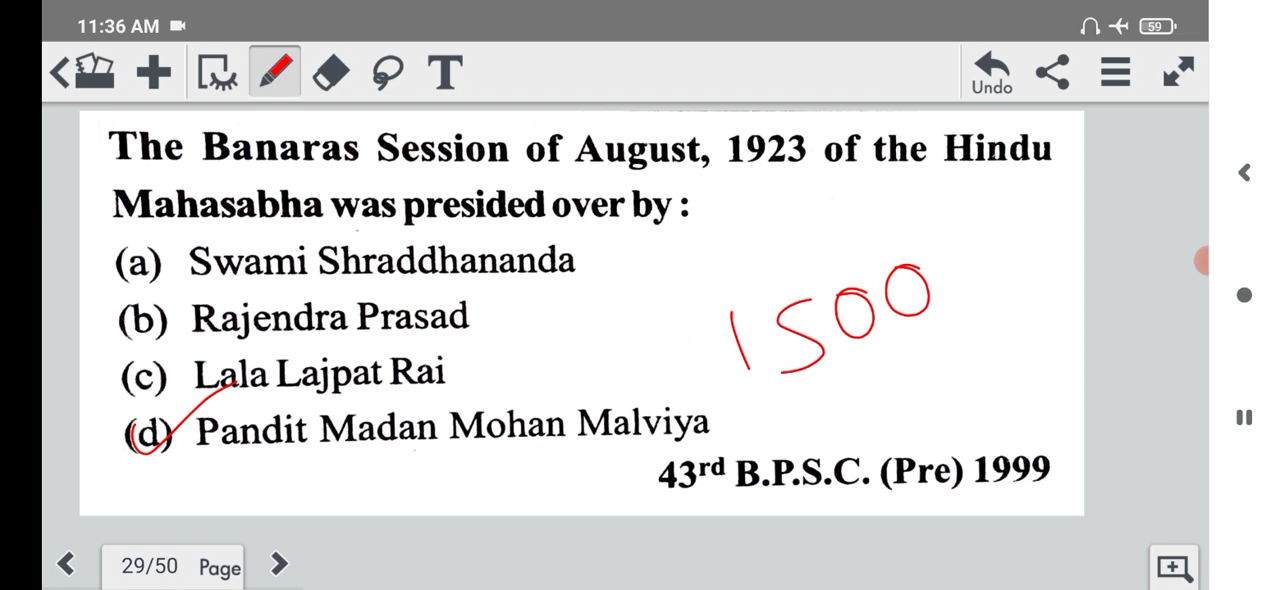 11:36 AM
59
T
Undo
The Banaras Session of August, 1923 of the Hindu
Mahasabha was presided over by :
(a) Swami Shraddhananda
(b) Rajendra Prasad
(c) Lala Lajpat Rai
(d) Pandit Madan Mohan Malviya
1500
43rd B.P.S.C. (Pre) 1999
29/50 Page